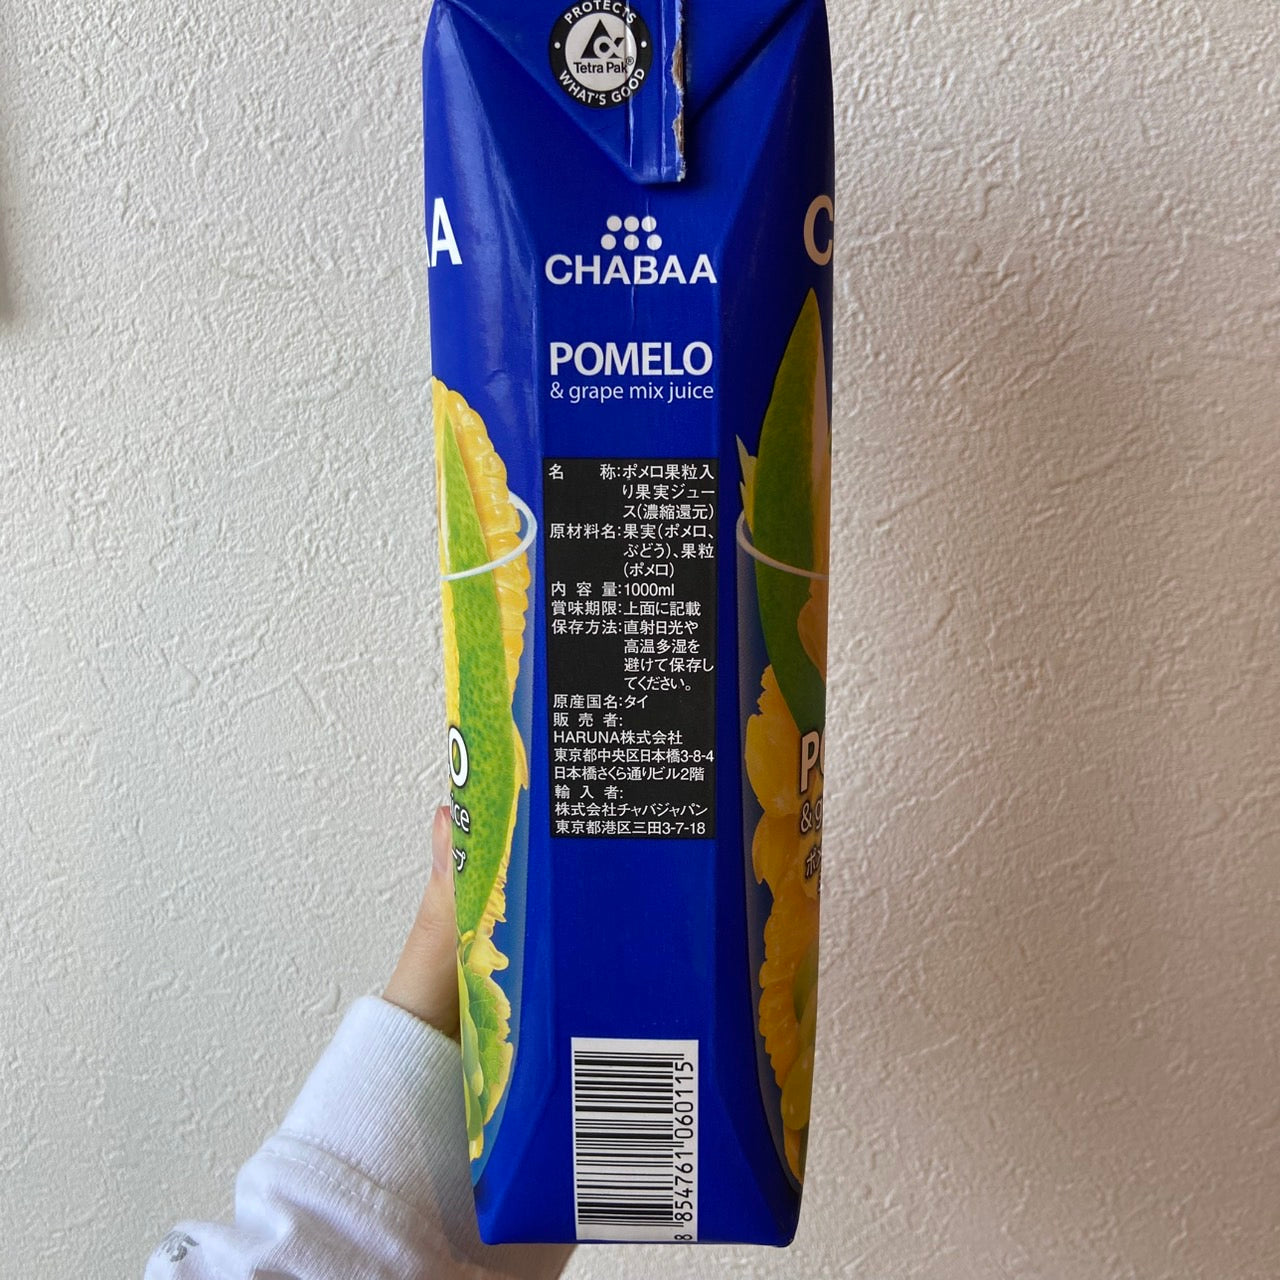 PROTECTS
Tetra Pak®
WHAT'S GOOD
CHABAA
POMELO
& grape mix juice
名 称:ポメロ果粒入
り果実ジュー
ス(濃縮還元)
原材料名:果実(ポメロ、
ぶどう)、果粒
(ポメロ)
内 容 量:1000ml
賞味期限:上面に記載
保存方法:直射日光や
高温多湿を
避けて保存し
てください。
原産国名:タイ
販 売 者:
HARUNA株式会社
東京都中央区日本橋3-8-4
日本橋さくら通りビル2階
輸 入 者:
株式会社チャバジャパン
東京都港区三田3-7-18
8 854761 060115